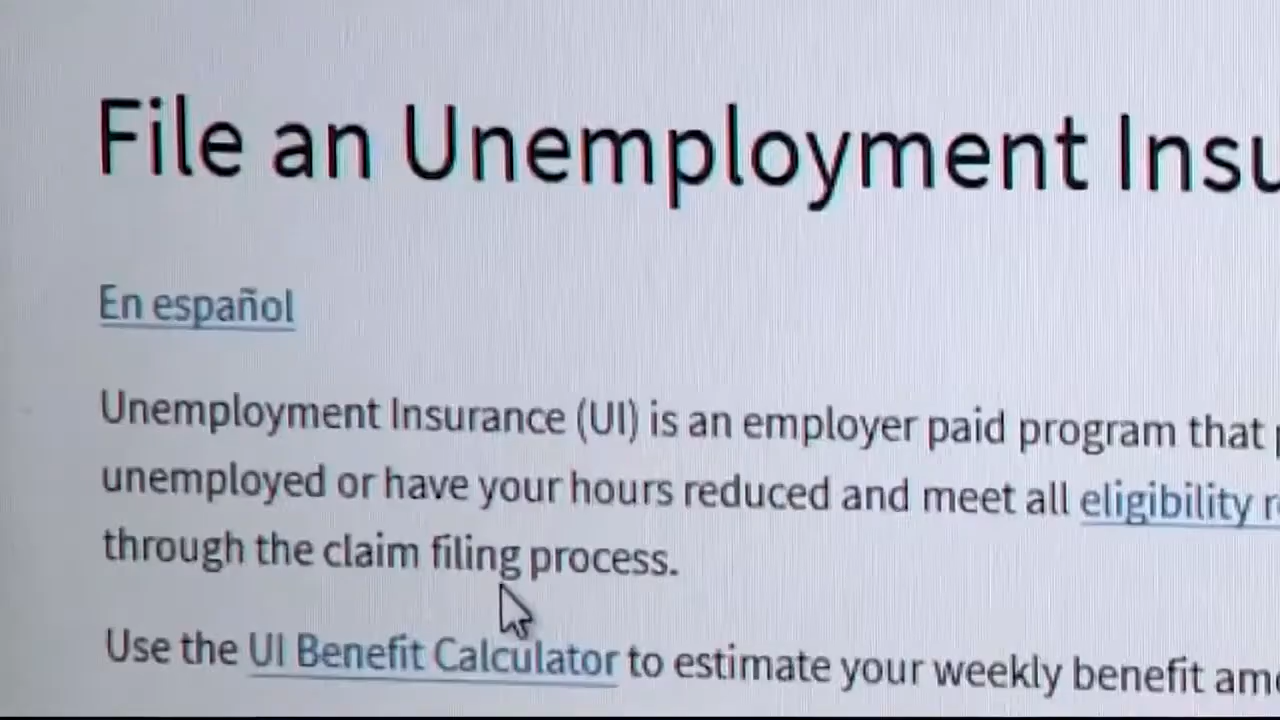 File an Unemployment Insu
En español
Unemployment Insurance (UI) is an employer paid program that
unemployed or have your hours reduced and meet all eligibility
through the claim filing process.
Use the UI Benefit Calculator to estimate your weekly benefit